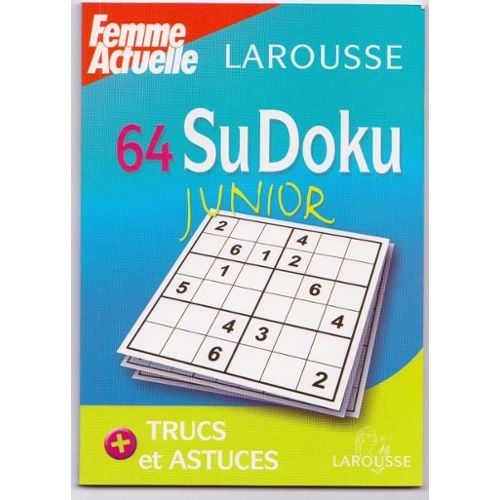 Femme
Actuelle
LAROUSSE
64 SuDoku
JUNIOR
2 4
6 1 2
1 6
5
4 3 4
6 2
+ TRUCS
et ASTUCES
LAROUSSE